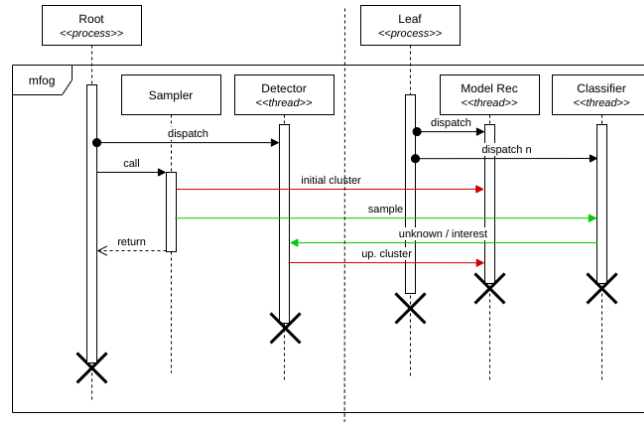 Root
<<process>>
Leaf
<<process>>
mfog
Sampler
Detector
<<thread>>
Model Rec
<<thread>>
Classifier
<<thread>>
dispatch
dispatch
dispatch n
call
initial cluster
sample
unknown / interest
return
up. cluster